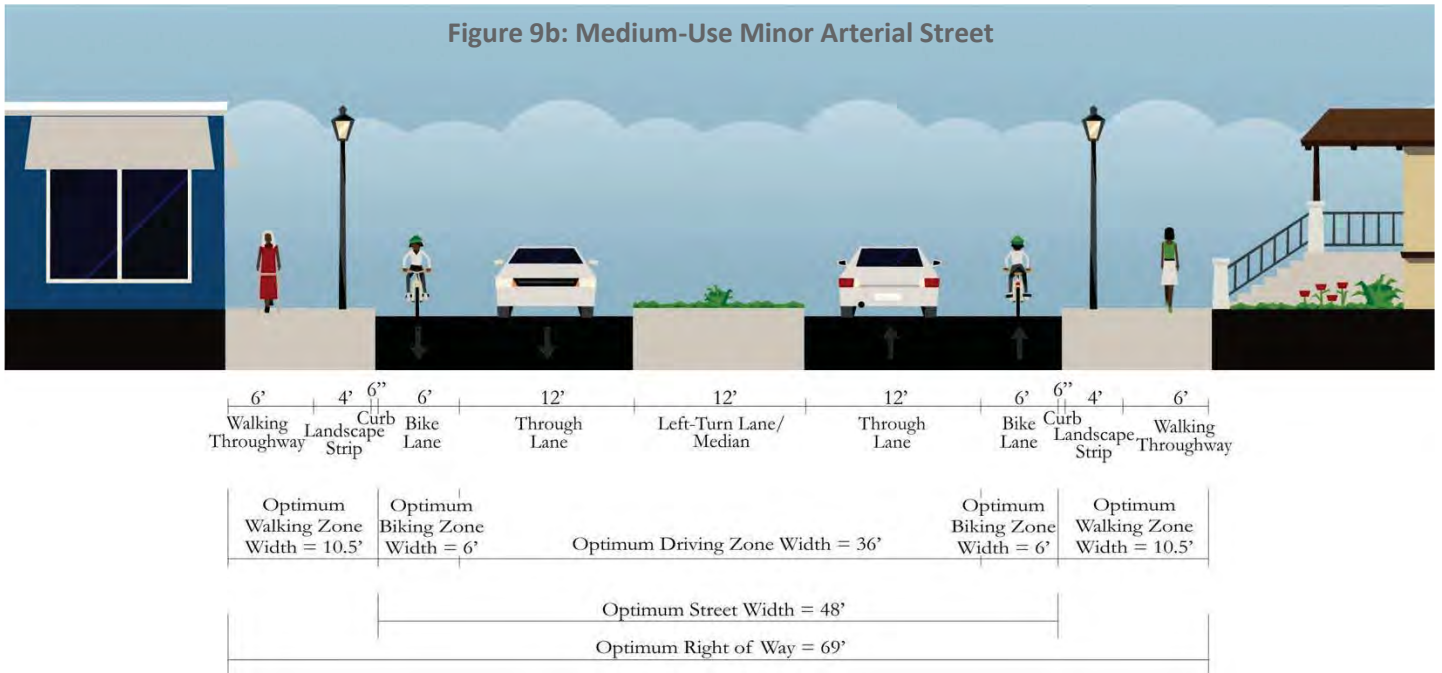 Figure 9b: Medium-Use Minor Arterial Street
6’ 4’ 6” 6’ 12’ 12’ 12’ 6’ 6” 4’ 6’
Walking
Throughway
Landscape
Strip
Curb
Bike
Lane
Through
Lane
Left-Turn Lane/
Median
Through
Lane
Bike
Lane
Curb
Landscape
Strip
Walking
Throughway
Optimum
Walking Zone
Width = 10.5’
Optimum
Biking Zone
Width = 6’
Optimum Driving Zone Width = 36’
Optimum
Biking Zone
Width = 6’
Optimum
Walking Zone
Width = 10.5’
Optimum Street Width = 48’
Optimum Right of Way = 69’